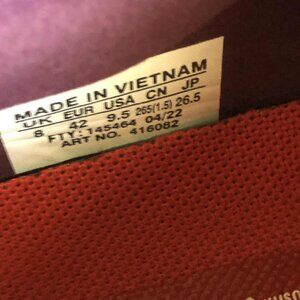 MADE IN VIETNAM
UK EUR USA CN JP
8 42 9.5 265(1.5) 26.5
FTY: 145464 04/22
ART NO. 416082